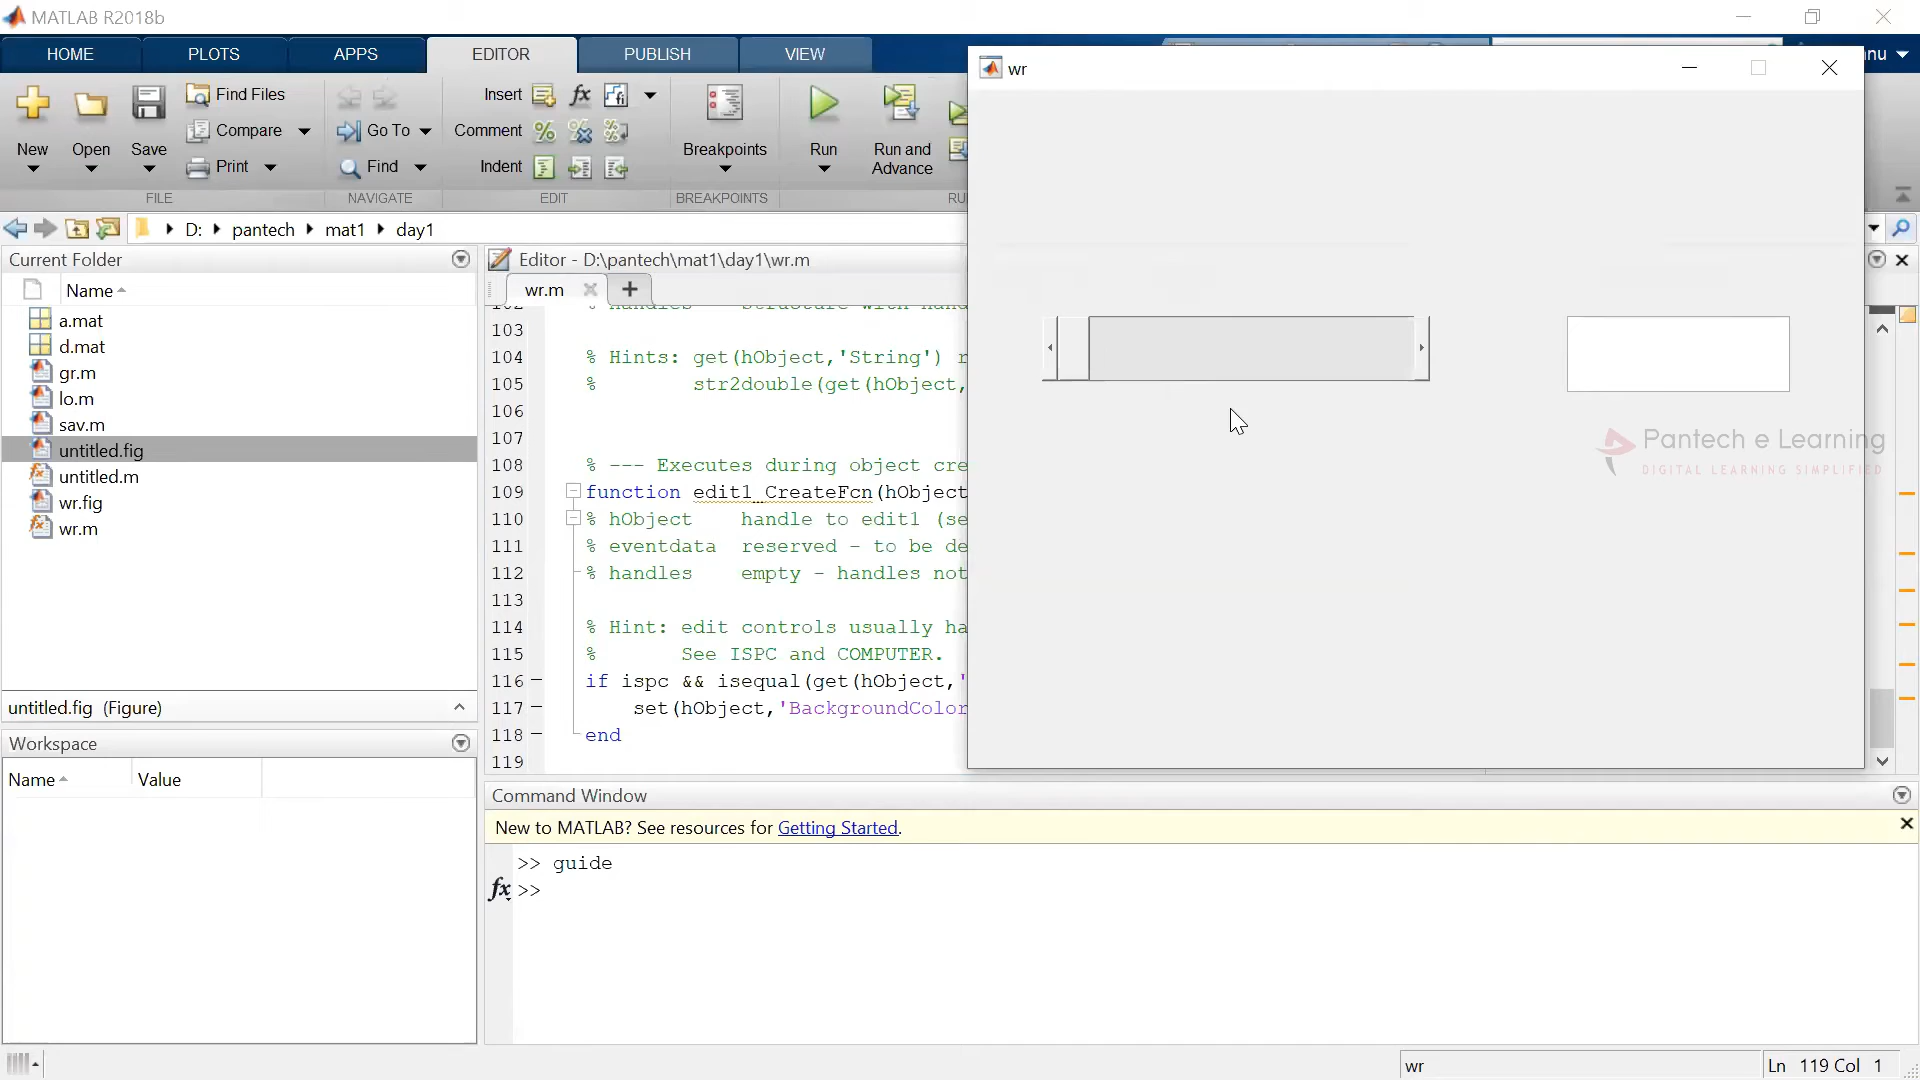 MATLAB R2018b
HOME PLOTS APPS EDITOR PUBLISH VIEW
nu
wr
Find Files
Insert
Compare
Go To
Comment
New Open Save
Print
Find
Indent
Breakpoints
Run
Run and
Advance
FILE NAVIGATE EDIT BREAKPOINTS RU
D: pantech mat1 day1
Current Folder
Name
a.mat
d.mat
gr.m
lo.m
sav.m
untitled.fig
untitled.m
wr.fig
wr.m
untitled.fig (Figure)
Workspace
Name Value
Editor - D:\pantech\mat1\day1\wr.m
wr.m
103
104 % Hints: get(hObject,'String') r
105 % str2double(get(hObject,
106
107
108 % --- Executes during object cre
109 function edit1_CreateFcn(hObject
110 % hObject handle to edit1 (se
111 % eventdata reserved - to be de
112 % handles empty - handles not
113
114 % Hint: edit controls usually ha
115 % See ISPC and COMPUTER.
116 if ispc && isequal(get(hObject,'
117 set(hObject,'BackgroundColor
118 end
119
Pantech e Learning
DIGITAL LEARNING SIMPLIFIED
Command Window
New to MATLAB? See resources for Getting Started.
>> guide
fx >>
wr
Ln 119 Col 1